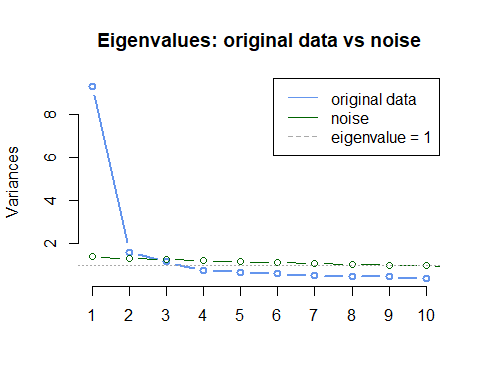 Eigenvalues: original data vs noise
original data
noise
eigenvalue = 1
Variances
8
6
4
2
1 2 3 4 5 6 7 8 9 10